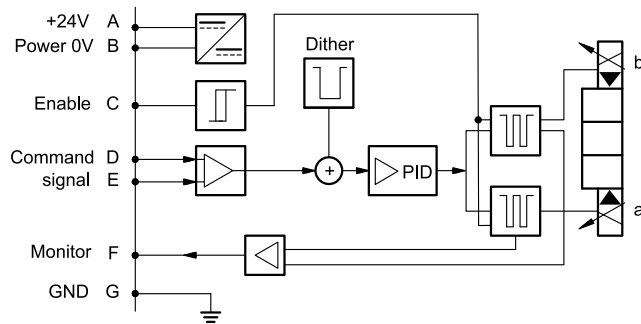 +24V A
Power 0V B
Dither
b
Enable C
Command D
signal E
+
PID
a
Monitor F
GND G